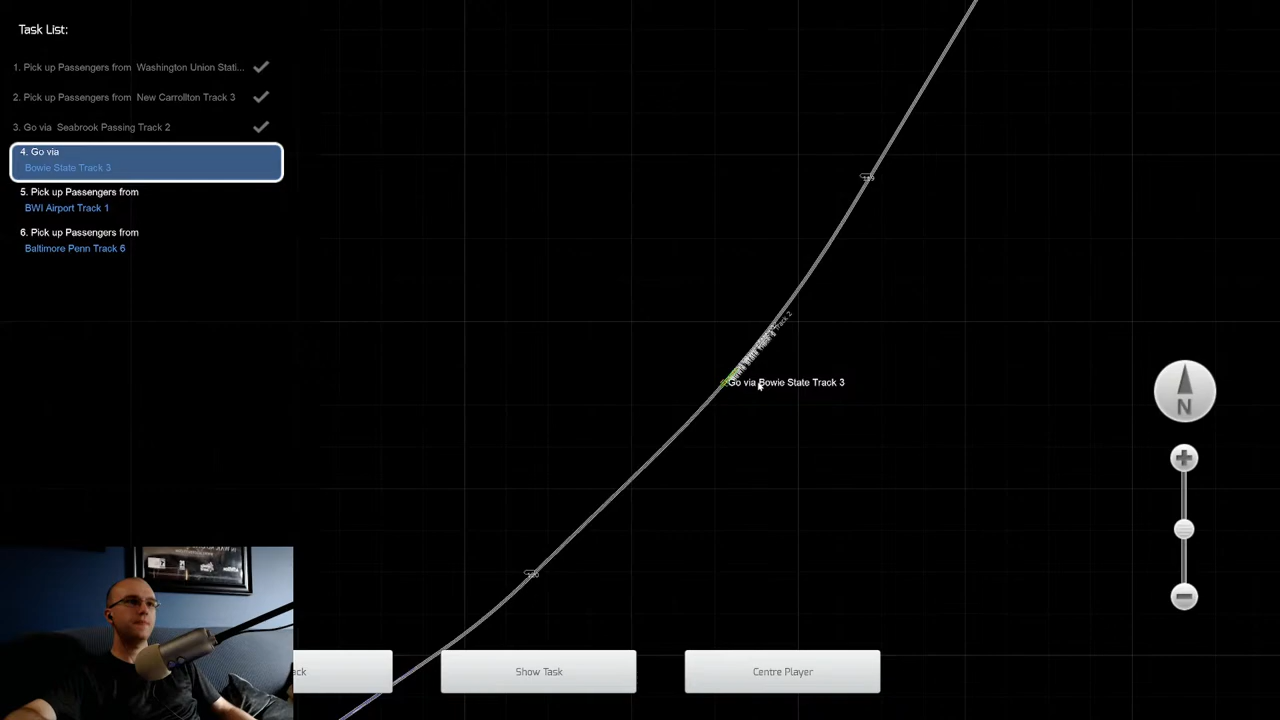 Task List:
1. Pick up Passengers from Washington Union Stati...
2. Pick up Passengers from New Carrollton Track 3
3. Go via Seabrook Passing Track 2
4. Go via
Bowie State Track 3
5. Pick up Passengers from
BWI Airport Track 1
6. Pick up Passengers from
Baltimore Penn Track 6
Track 2
Go via Bowie State Track 3
N
ck
Show Task
Centre Player